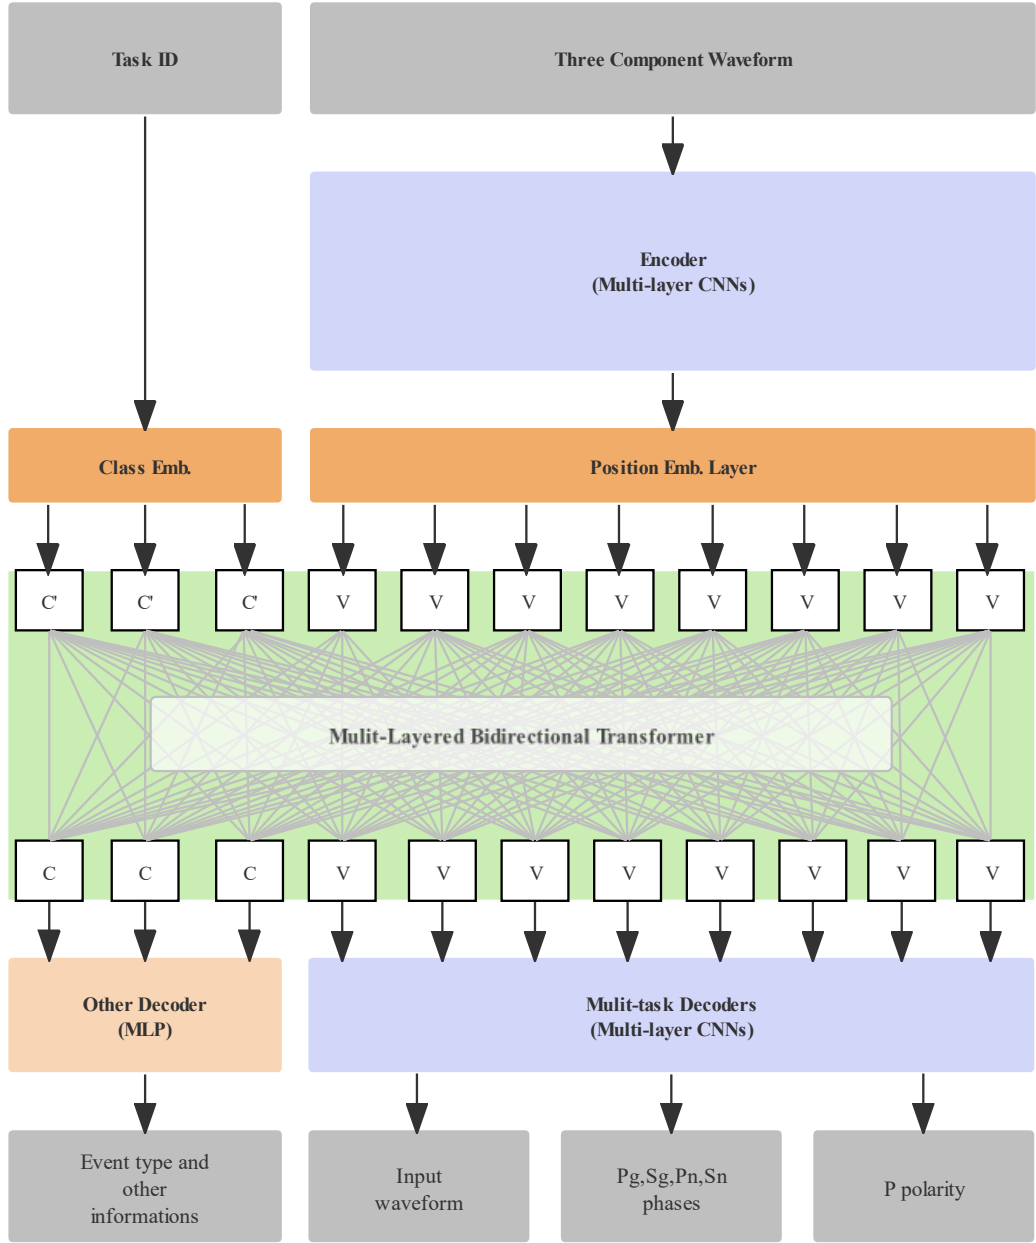 Task ID
Three Component Waveform
Encoder
(Multi-layer CNNs)
Class Emb.
Position Emb. Layer
C' C' C' V V V V V V V V
Mulit-Layered Bidirectional Transformer
C C C V V V V V V V V
Other Decoder
(MLP)
Mulit-task Decoders
(Multi-layer CNNs)
Event type and
other
informations
Input
waveform
Pg,Sg,Pn,Sn
phases
P polarity